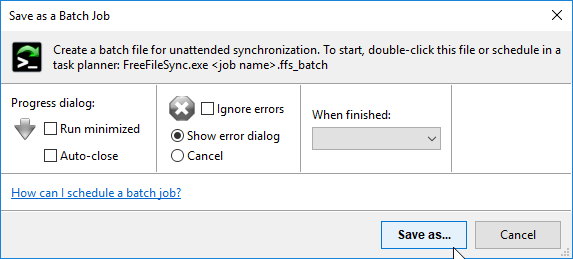 Save as a Batch Job
Create a batch file for unattended synchronization. To start, double-click this file or schedule in a
task planner: FreeFileSync.exe <job name>.ffs_batch
Progress dialog:
Run minimized
Auto-close
Ignore errors
Show error dialog
Cancel
When finished:
How can I schedule a batch job?
Save as...
Cancel